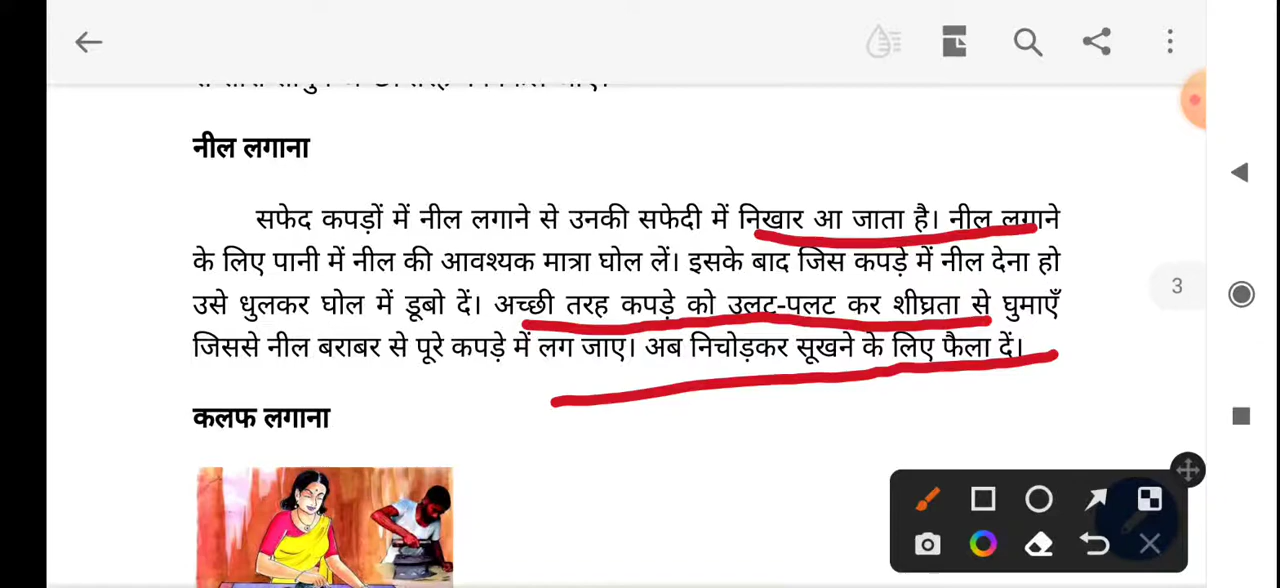 नील लगाना
सफेद कपड़ों में नील लगाने से उनकी सफेदी में निखार आ जाता है। नील लगाने
के लिए पानी में नील की आवश्यक मात्रा घोल लें। इसके बाद जिस कपड़े में नील देना हो
उसे धुलकर घोल में डूबो दें। अच्छी तरह कपड़े को उलट-पलट कर शीघ्रता से घुमाएँ
जिससे नील बराबर से पूरे कपड़े में लग जाए। अब निचोड़कर सूखने के लिए फैला दें।
3
कलफ लगाना